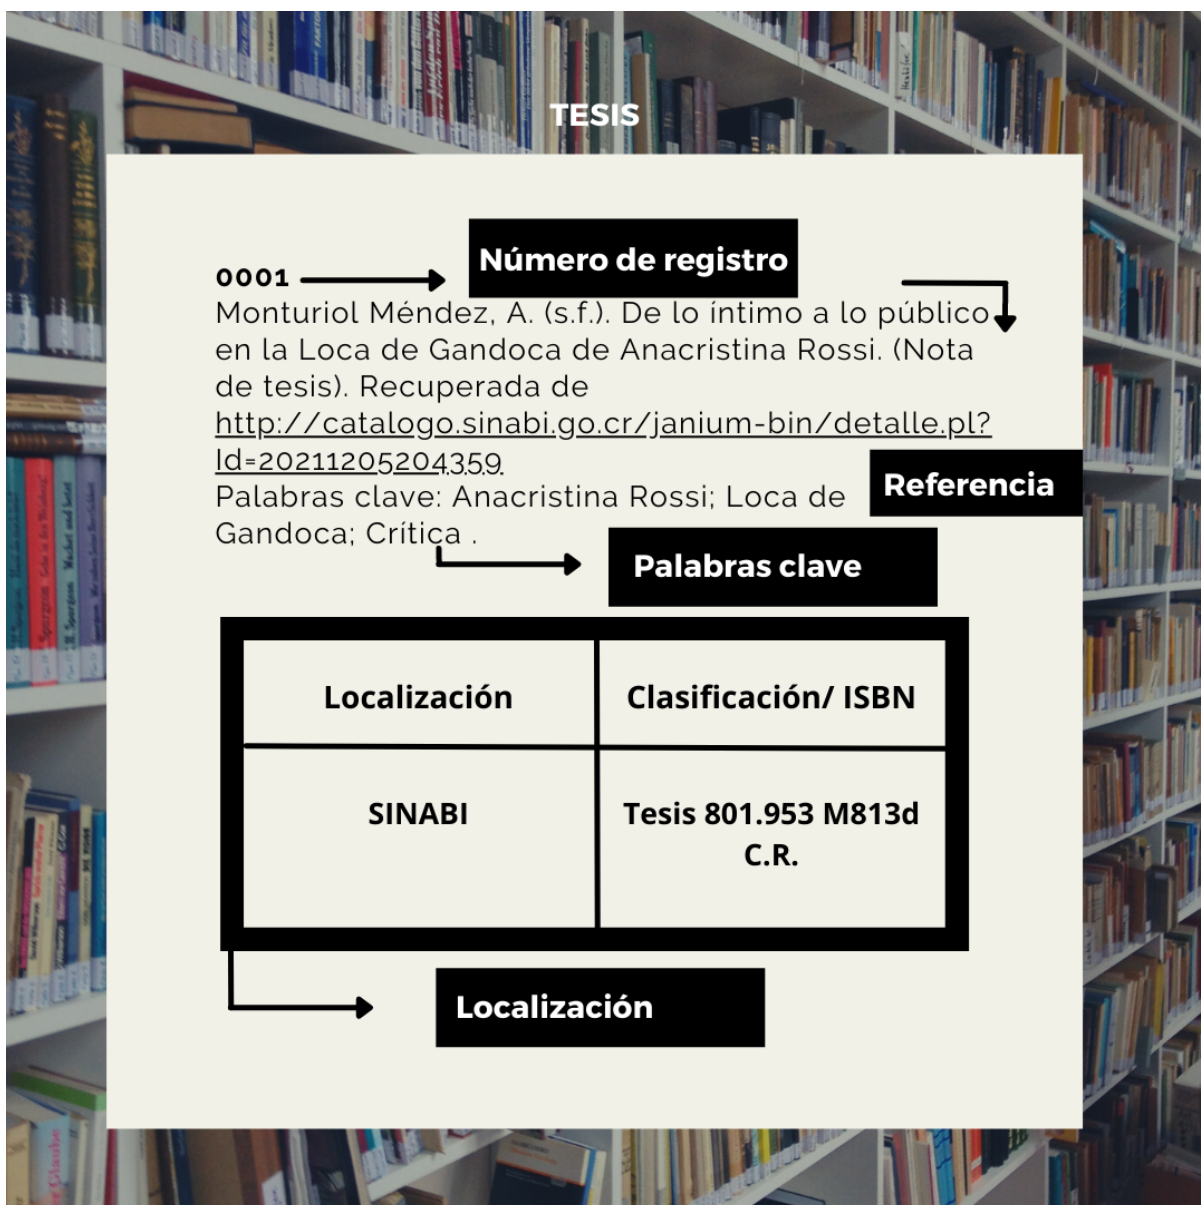 TESIS
0001
Número de registro
Monturiol Méndez, A. (s.f.). De lo íntimo a lo público
en la Loca de Gandoca de Anacristina Rossi. (Nota
de tesis). Recuperada de
http://catalogo.sinabi.go.cr/janium-bin/detalle.pl?
Id=20211205204359
Referencia
Palabras clave: Anacristina Rossi; Loca de
Gandoca; Crítica .
Palabras clave
Localización
Clasificación/ ISBN
SINABI
Tesis 801.953 M813d
C.R.
Localización